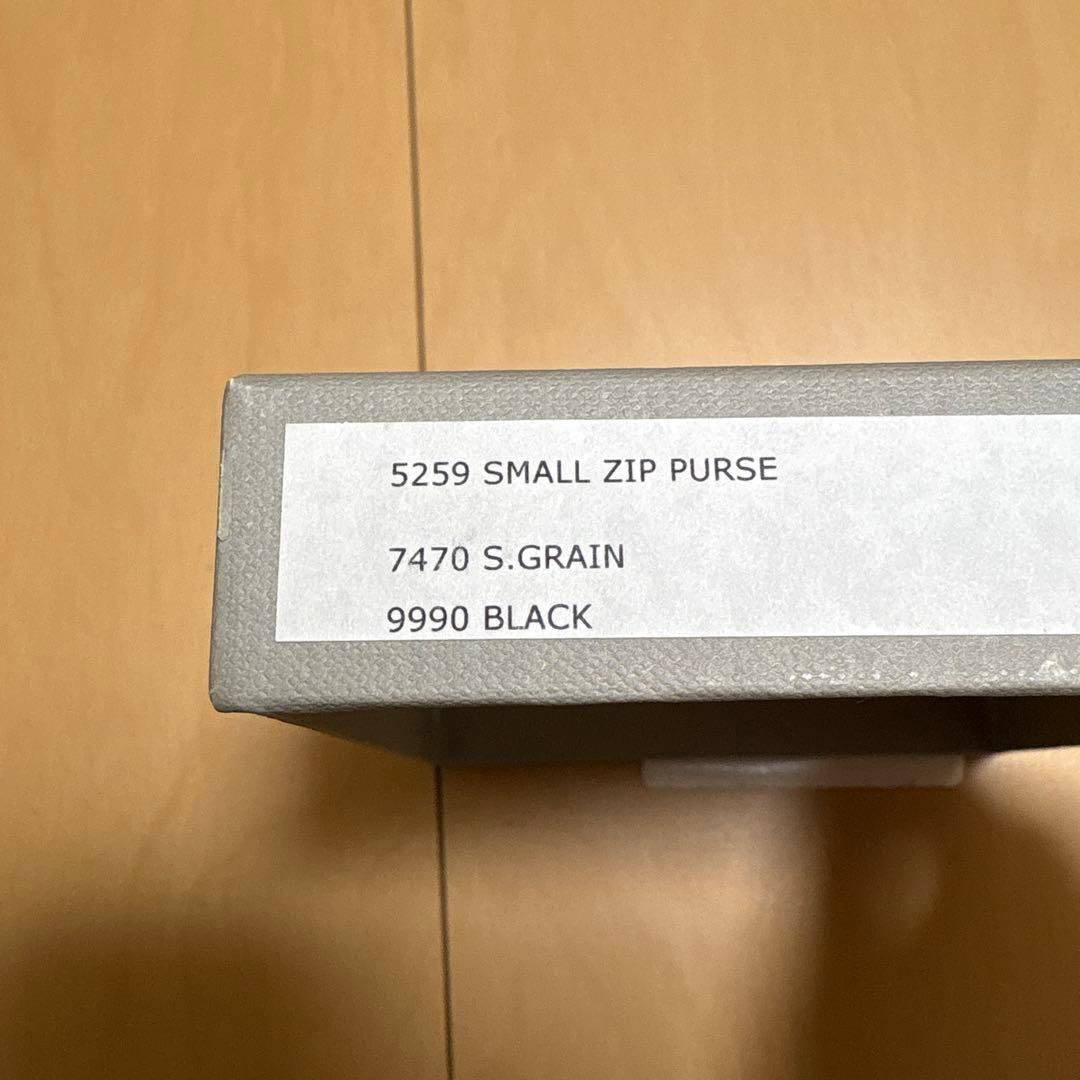 5259 SMALL ZIP PURSE
7470 S.GRAIN
9990 BLACK